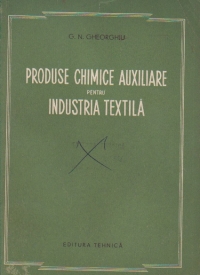 O. N. GHEORGHIU
PRODUSE CHIMICE AUXILIARE
PENTRU
INDUSTRIA TEXTILĂ
EDITURA TEHNICĂ